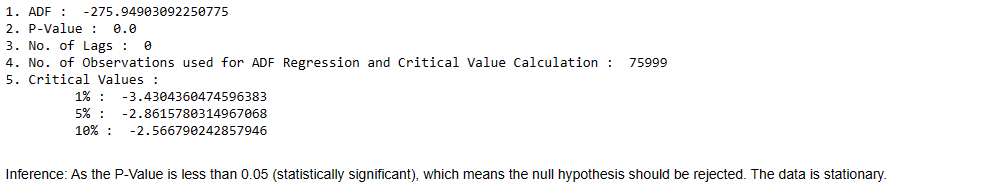 1. ADF :  -275.94903092250775
2. P-Value :  0.0
3. No. of Lags :  0
4. No. of Observations used for ADF Regression and Critical Value Calculation :  75999
5. Critical Values :
1% :  -3.4304360474596383
5% :  -2.8615780314967068
10% :  -2.566790242857946
Inference: As the P-Value is less than 0.05 (statistically significant), which means the null hypothesis should be rejected. The data is stationary.